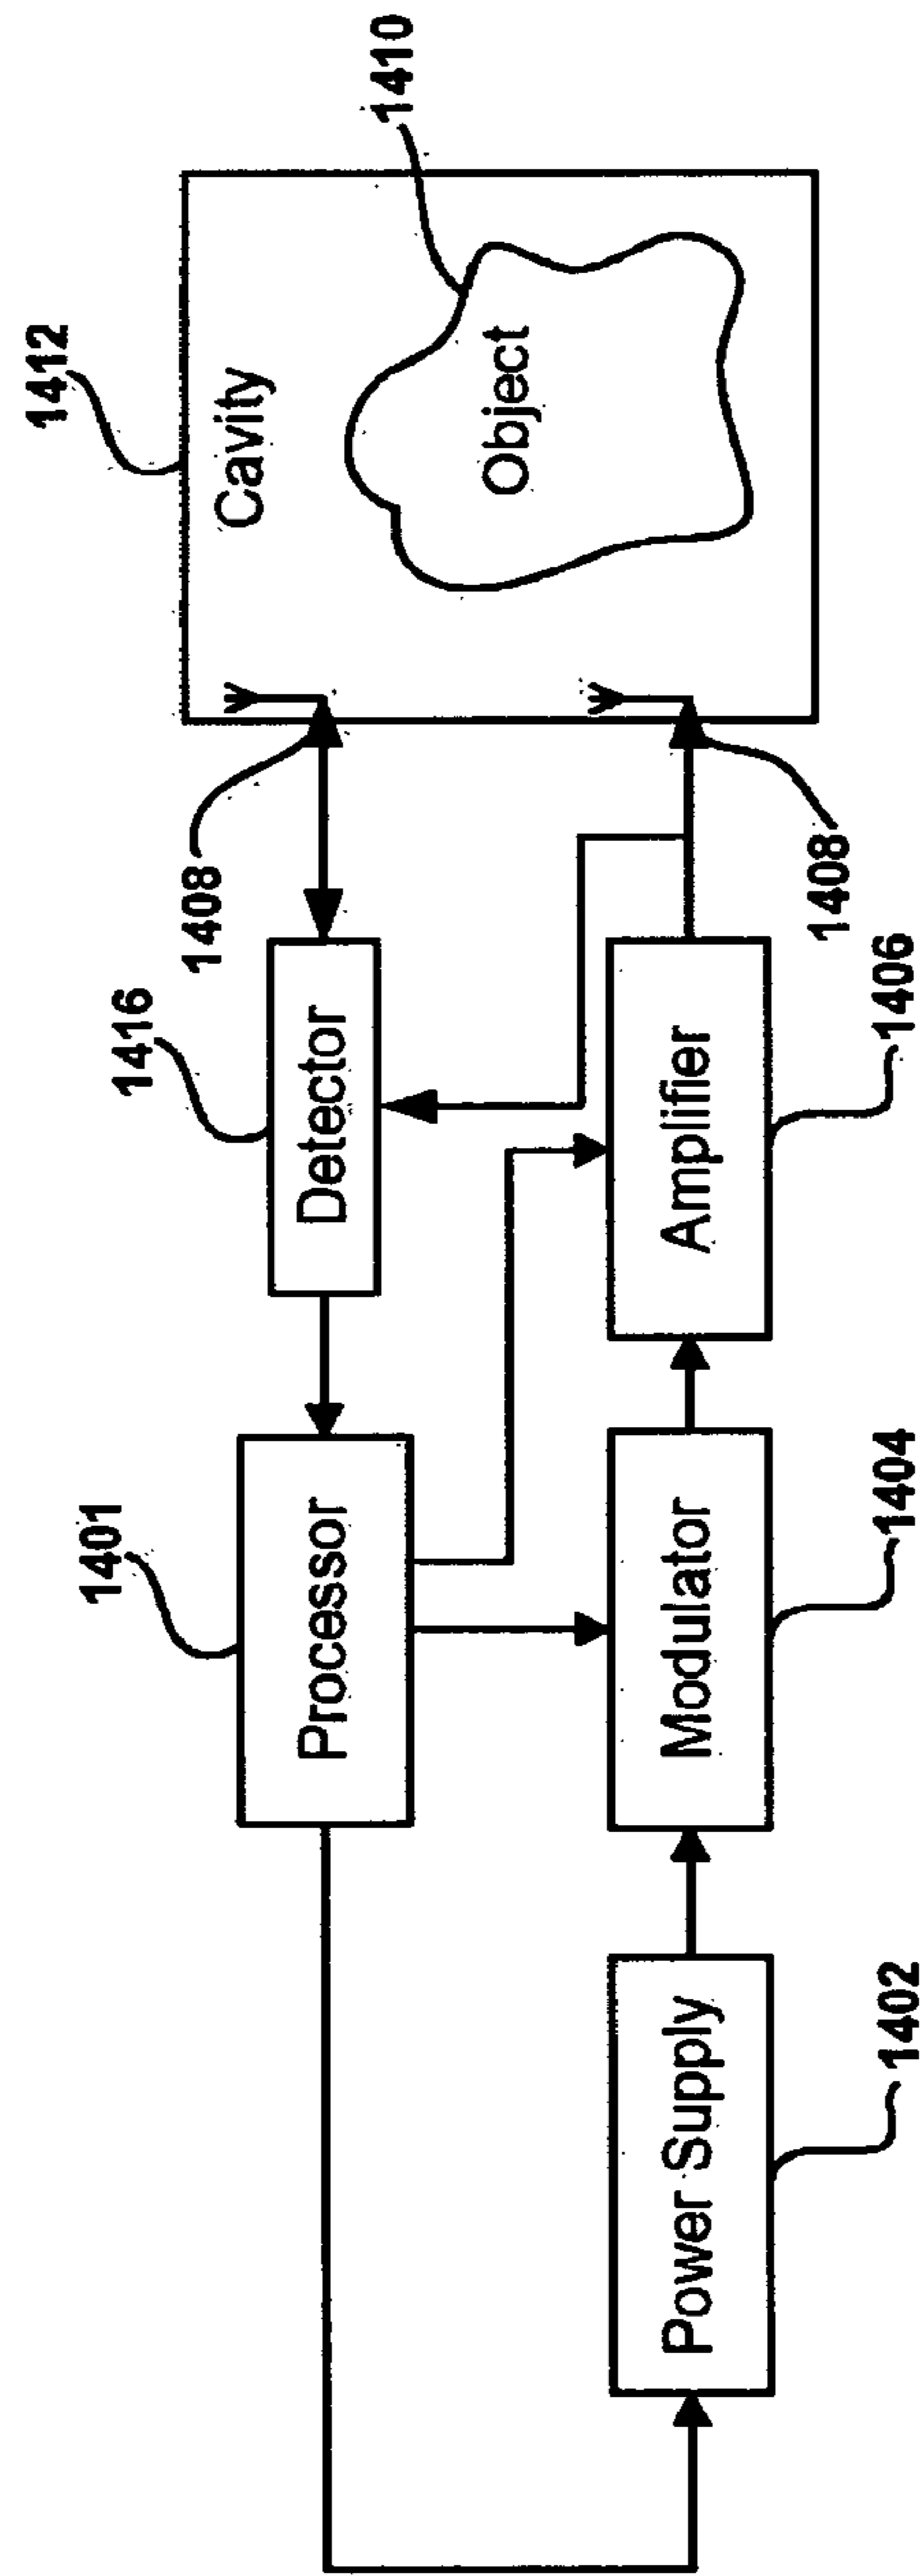 1412
1410
Cavity
Object
1408
1416
Detector
1401
Processor
1408
1406
Amplifier
1404
Modulator
1402
Power Supply